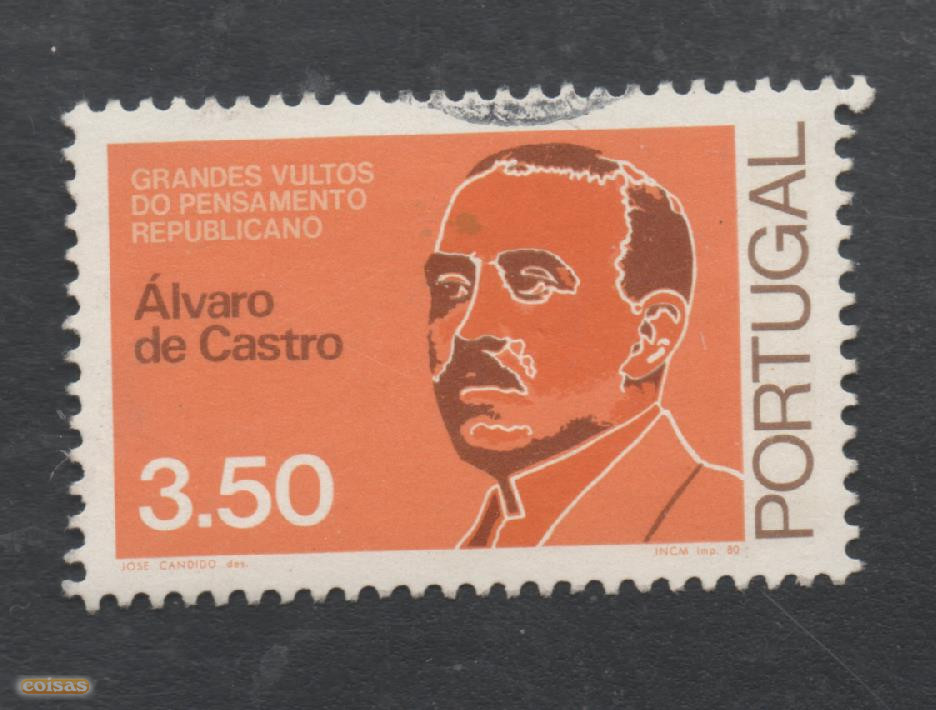 GRANDES VULTOS
DO PENSAMENTO
REPUBLICANO
Álvaro
de Castro
3.50
PORTUGAL
JOSE CANDIDO des.
INCM imp. 80
coisas